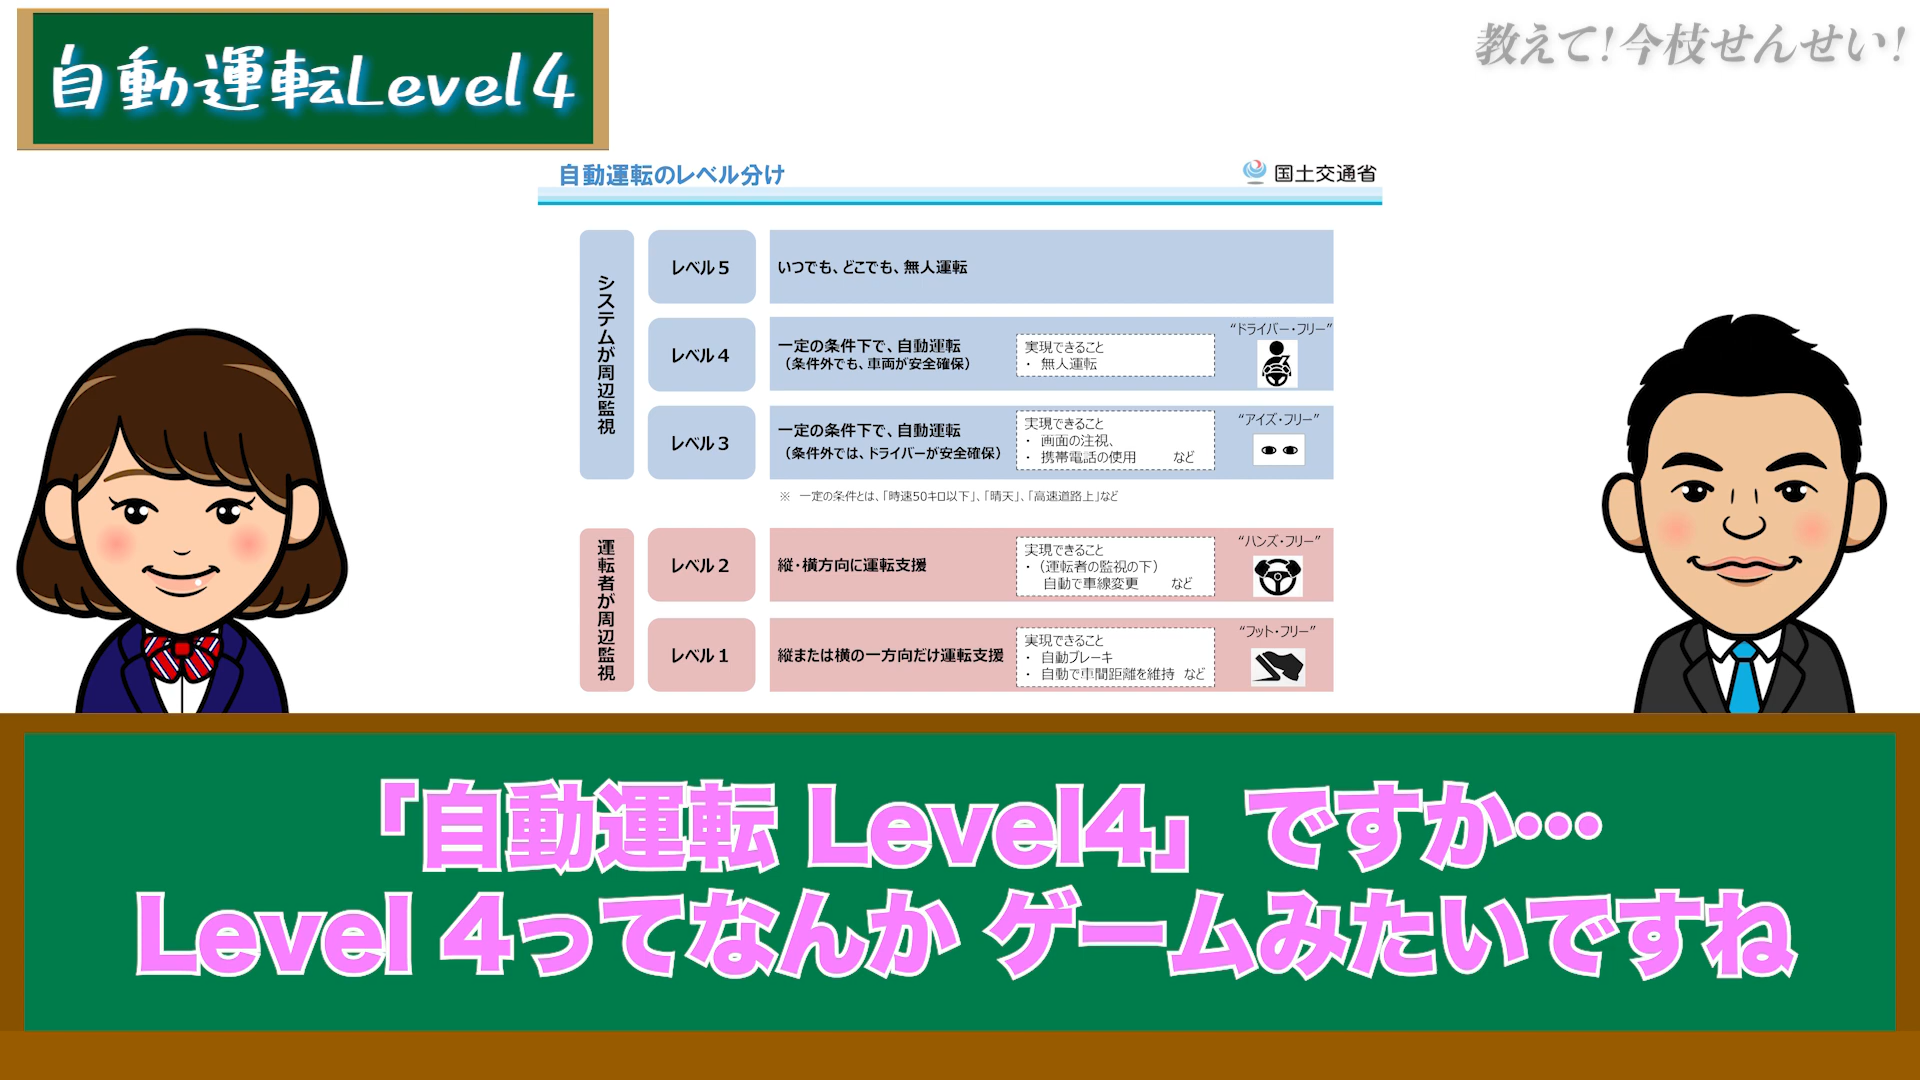 自動運転Level4
教えて!今枝せんせい!
自動運転のレベル分け
国土交通省
システムが周辺監視
レベル5
いつでも、どこでも、無人運転
レベル4
一定の条件下で、自動運転
（条件外でも、車両が安全確保）
実現できること
・ 無人運転
“ドライバー・フリー”
レベル3
一定の条件下で、自動運転
（条件外では、ドライバーが安全確保）
実現できること
・ 画面の注視、
・ 携帯電話の使用 など
“アイズ・フリー”
※ 一定の条件とは、「時速50キロ以下」、「晴天」、「高速道路上」など
運転者が周辺監視
レベル2
縦・横方向に運転支援
実現できること
・（運転者の監視の下）
自動で車線変更 など
“ハンズ・フリー”
レベル1
縦または横の一方向だけ運転支援
実現できること
・ 自動ブレーキ
・ 自動で車間距離を維持 など
“フット・フリー”
「自動運転 Level4」ですか…
Level 4ってなんか ゲームみたいですね